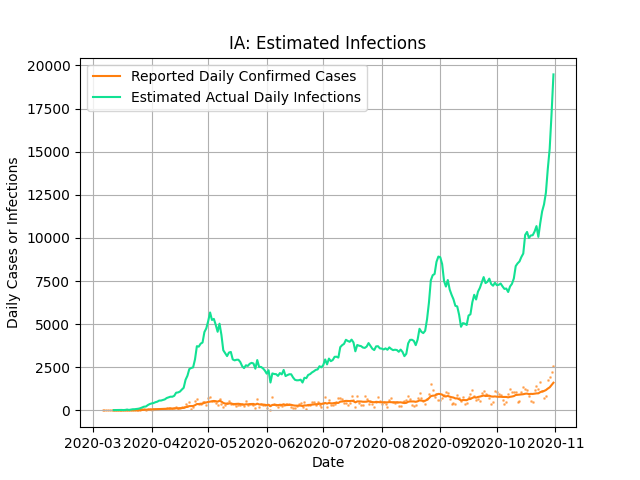 IA: Estimated Infections
Reported Daily Confirmed Cases
Estimated Actual Daily Infections
Daily Cases or Infections
20000
17500
15000
12500
10000
7500
5000
2500
0
2020-03 2020-04 2020-05 2020-06 2020-07 2020-08 2020-09 2020-10 2020-11
Date